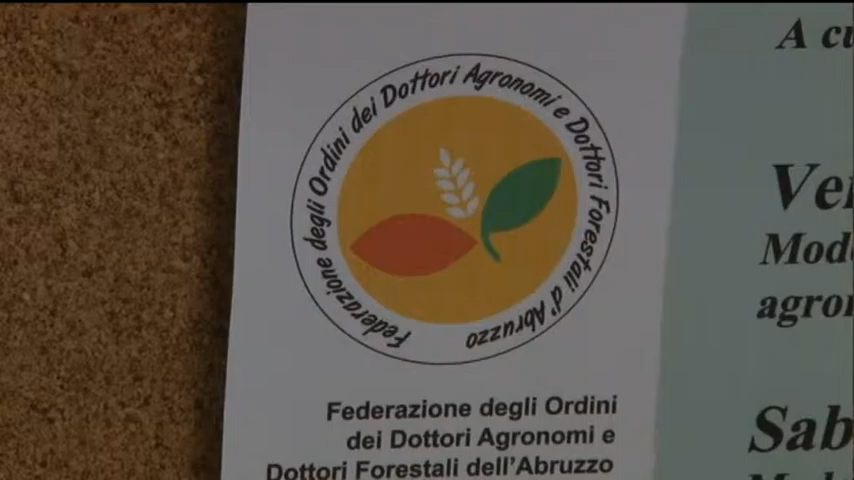 Federazione degli Ordini dei Dottori Agronomi e Dottori Forestali d'Abruzzo
Federazione degli Ordini
dei Dottori Agronomi e
Dottori Forestali dell'Abruzzo
A